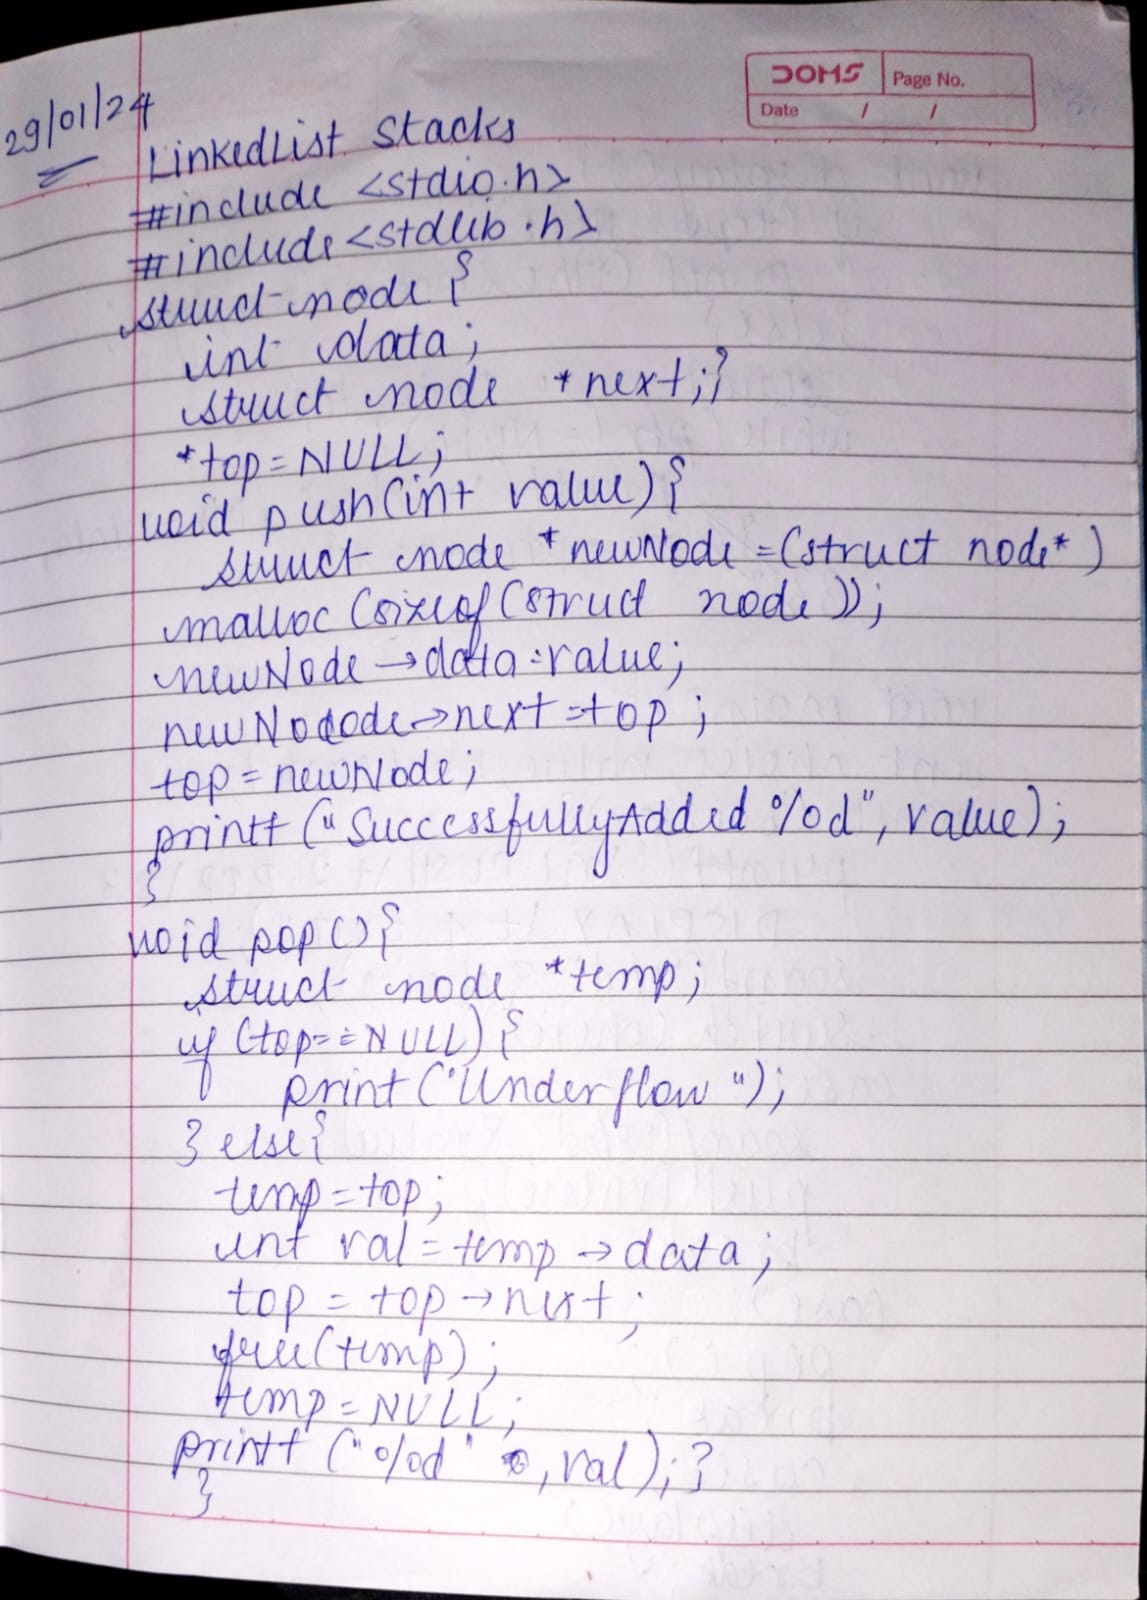 DOMS
Page No.
Date / /
29/01/24
LinkedList Stacks
#include <stdio.h>
#include <stdlib.h>
struct node {
int data;
struct node *next;}
*top=NULL;
void push(int value){
struct node *newNode=(struct node*)
malloc (sizeof(struct node));
newNode→data=value;
newNodode→next=top;
top=newNode;
printf("SuccessfullyAdded %d", value);
}
void pop(){
struct node *temp;
if (top==NULL){
print("Underflow");
} else{
temp=top;
int val=temp→data;
top = top→next;
free(temp);
temp=NULL;
printf ("%d" , val);}
}